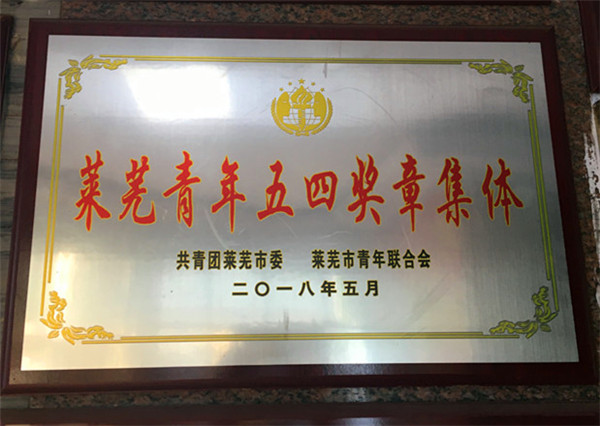 莱芜青年五四奖章集体
共青团莱芜市委 莱芜市青年联合会
二〇一八年五月